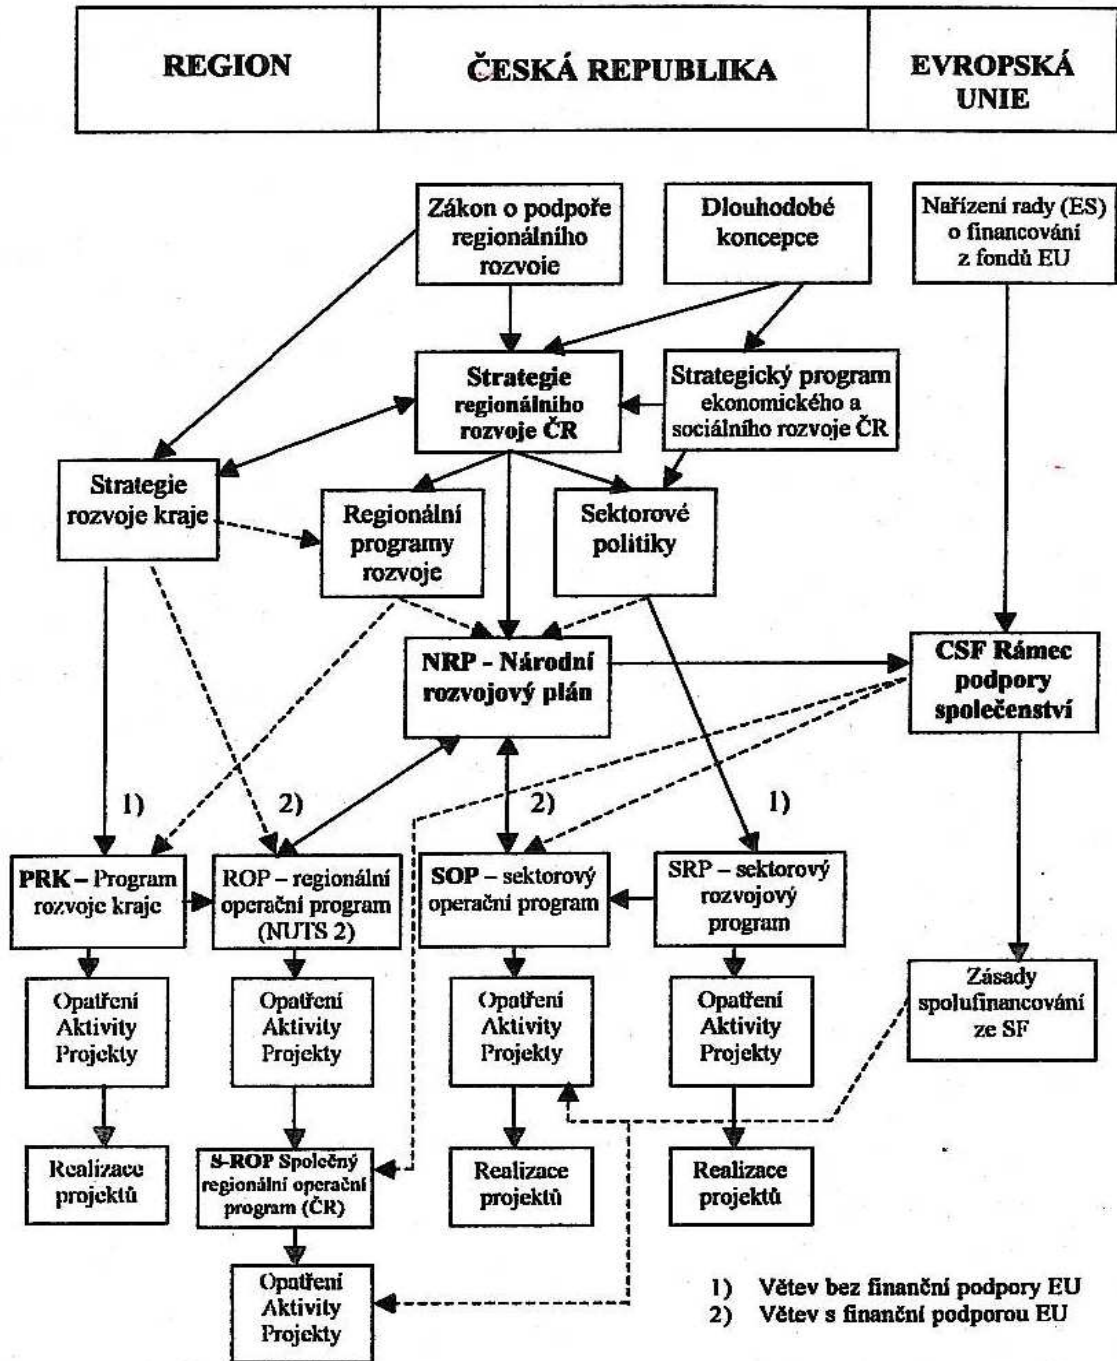 REGION
ČESKÁ REPUBLIKA
EVROPSKÁ
UNIE
Zákon o podpoře
regionálního
rozvoie
Dlouhodobé
koncepce
Nařízení rady (ES)
o financování
z fondů EU
Strategie
regionálního
rozvoje ČR
Strategický program
ekonomického a
sociálního rozvoje ČR
Strategie
rozvoje kraje
Regionální
programy
rozvoje
Sektorové
politiky
NRP - Národní
rozvojový plán
CSF Rámec
podpory
společenství
1)
2)
2)
1)
PRK – Program
rozvoje kraje
ROP – regionální
operační program
(NUTS 2)
SOP – sektorový
operační program
SRP – sektorový
rozvojový
program
Opatření
Aktivity
Projekty
Opatření
Aktivity
Projekty
Opatření
Aktivity
Projekty
Opatření
Aktivity
Projekty
Zásady
spolufinancování
ze SF
Realizace
projektů
S-ROP Společný
regionální operační
program (ČR)
Realizace
projektů
Realizace
projektů
Opatření
Aktivity
Projekty
1) Větev bez finanční podpory EU
2) Větev s finanční podporou EU